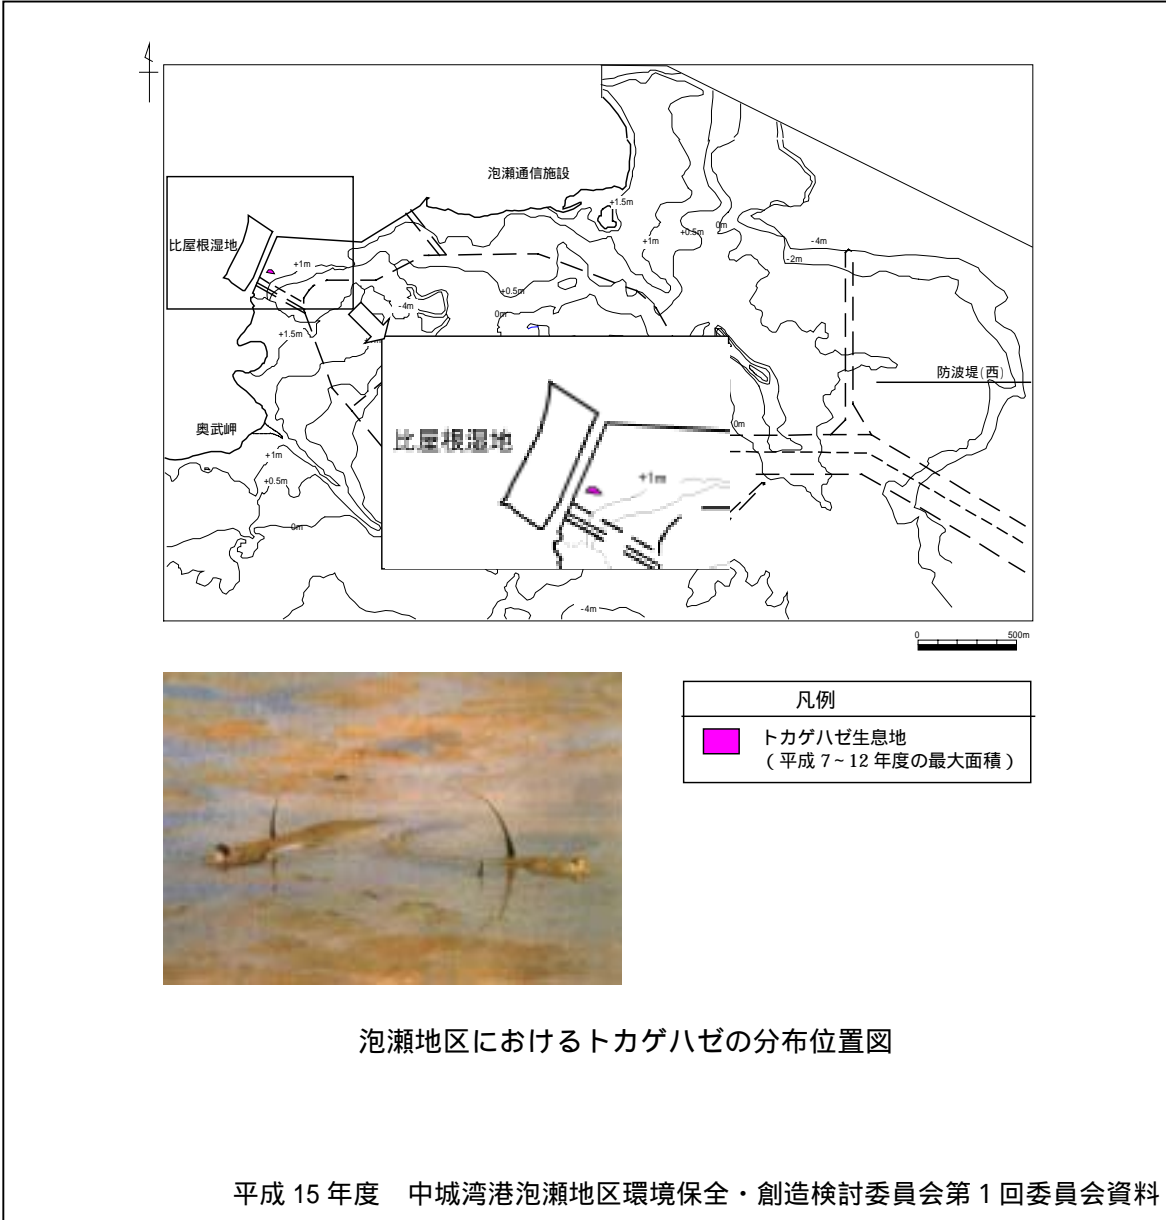 泡瀬通信施設
+1.5m
比屋根湿地
+1m
+0.5m
0m
-4m
-2m
+1m
+0.5m
-4m
0m
+1.5m
防波堤(西)
奥武岬
0m
比屋根湿地
+1m
+1m
+0.5m
0m
-4m
0 500m
凡例
トカゲハゼ生息地
(平成7~12年度の最大面積)
泡瀬地区におけるトカゲハゼの分布位置図
平成15年度 中城湾港泡瀬地区環境保全・創造検討委員会第1回委員会資料